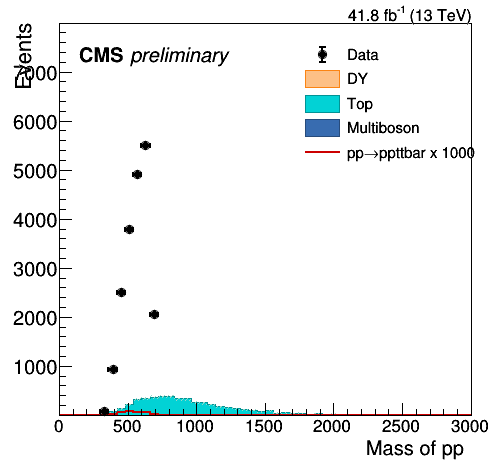 41.8 fb⁻¹ (13 TeV)
Events
CMS preliminary
Data
DY
Top
Multiboson
pp→ppttbar x 1000
7000
6000
5000
4000
3000
2000
1000
0 500 1000 1500 2000 2500 3000
Mass of pp